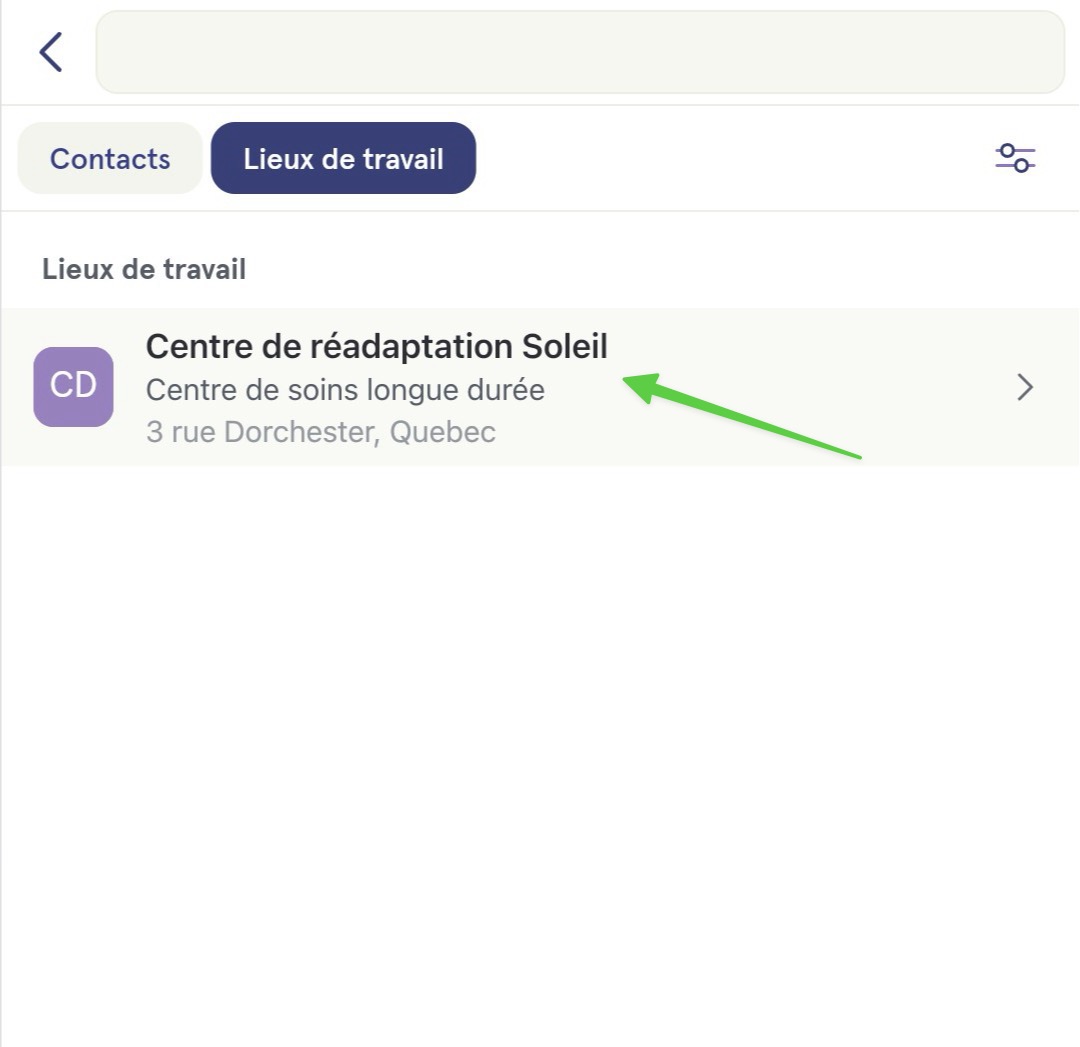 Contacts
Lieux de travail
Lieux de travail
CD
Centre de réadaptation Soleil
Centre de soins longue durée
3 rue Dorchester, Quebec